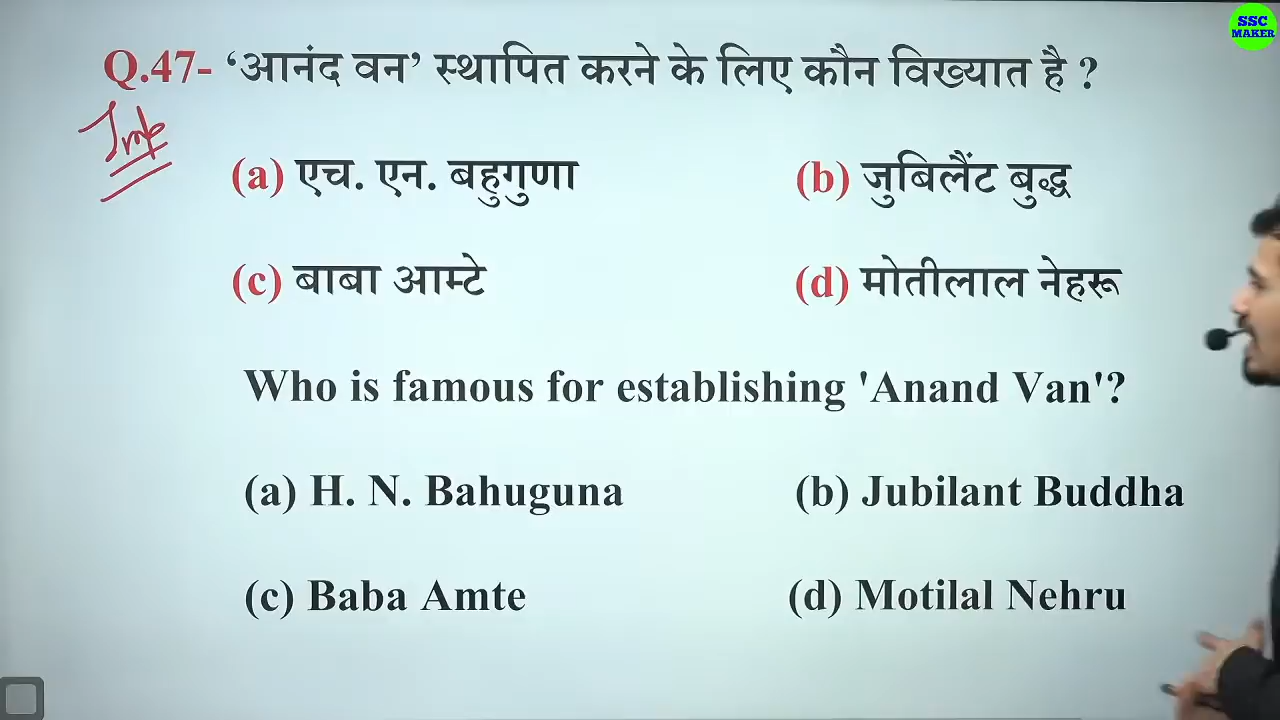 SSC
MAKER
Q.47- ‘आनंद वन’ स्थापित करने के लिए कौन विख्यात है ?
Imp
(a) एच. एन. बहुगुणा (b) जुबिलैंट बुद्ध
(c) बाबा आम्टे (d) मोतीलाल नेहरू
Who is famous for establishing 'Anand Van'?
(a) H. N. Bahuguna (b) Jubilant Buddha
(c) Baba Amte (d) Motilal Nehru